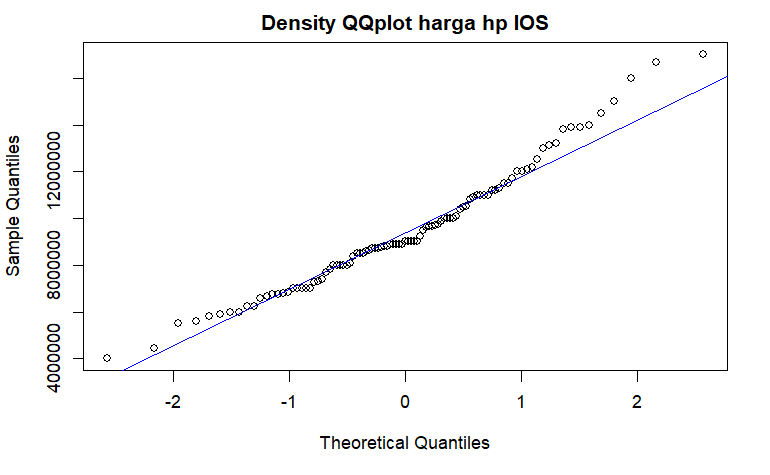 Density QQplot harga hp IOS
Sample Quantiles
12000000
8000000
4000000
-2 -1 0 1 2
Theoretical Quantiles